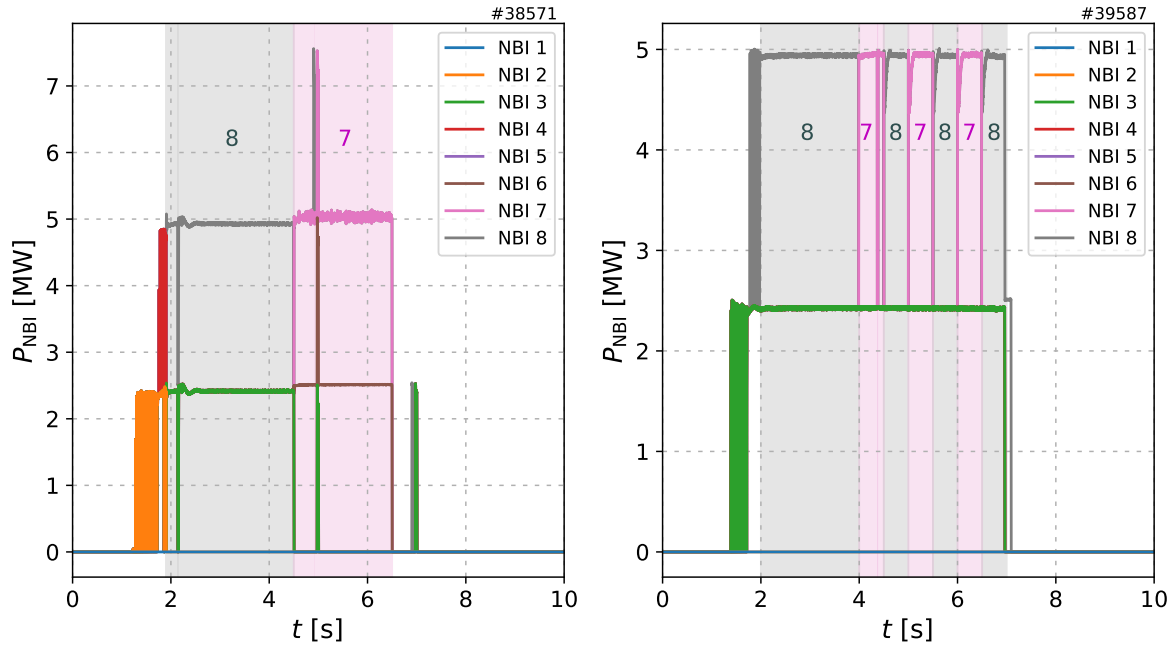 #38571
P_NBI [MW]
7
6
5
4
3
2
1
0
8
7
NBI 1
NBI 2
NBI 3
NBI 4
NBI 5
NBI 6
NBI 7
NBI 8
0 2 4 6 8 10
t [s]
#39587
P_NBI [MW]
5
4
3
2
1
0
8 7 8 7 8 7 8
NBI 1
NBI 2
NBI 3
NBI 4
NBI 5
NBI 6
NBI 7
NBI 8
0 2 4 6 8 10
t [s]